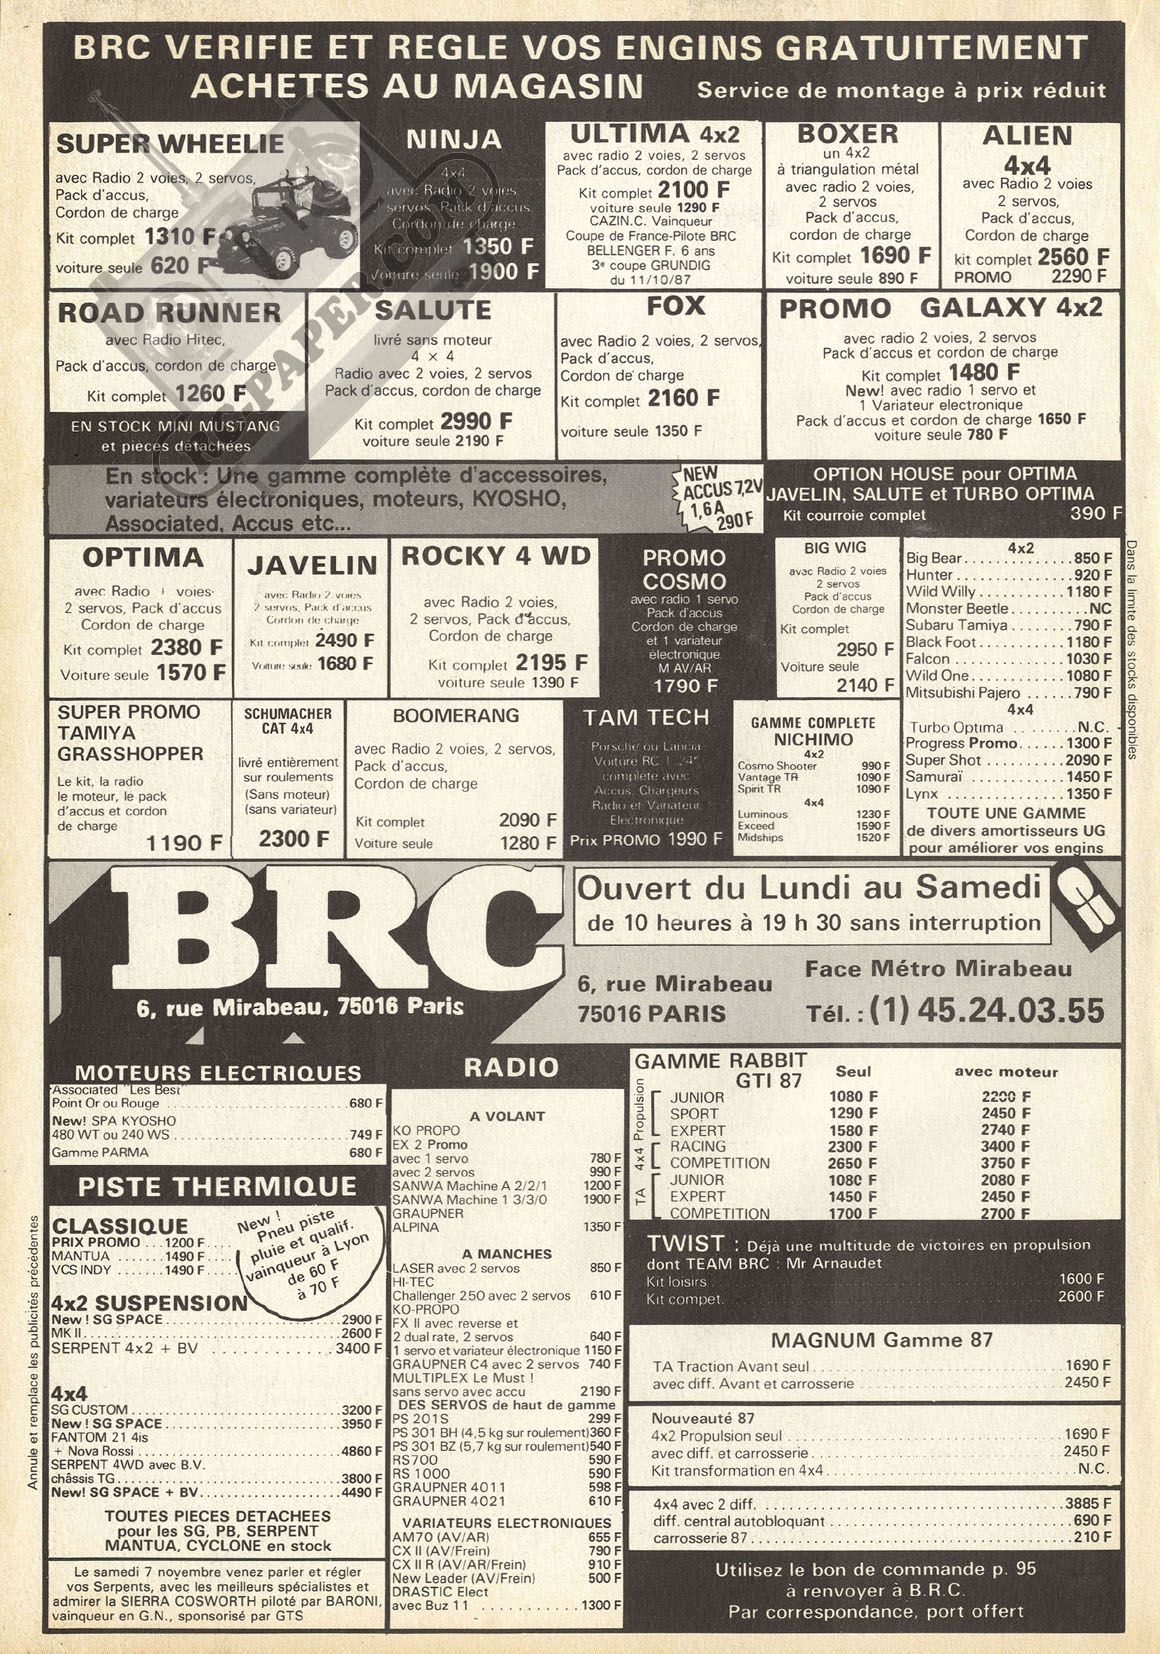 BRC VERIFIE ET REGLE VOS ENGINS GRATUITEMENT
ACHETES AU MAGASIN Service de montage à prix réduit
SUPER WHEELIE
avec Radio 2 voies, 2 servos,
Pack d'accus,
Cordon de charge
Kit complet 1310 F
voiture seule 620 F
NINJA
4x4
avec Radio 2 voies,
2 servos, Pack d'accus
Cordon de charge
Kit complet 1350 F
Voiture seule 1900 F
ULTIMA 4x2
avec radio 2 voies, 2 servos
Pack d'accus, cordon de charge
Kit complet 2100 F
voiture seule 1290 F
CAZIN.C. Vainqueur
Coupe de France-Pilote BRC
BELLENGER F. 6 ans
3e coupe GRUNDIG
du 11/10/87
BOXER
un 4x2
à triangulation métal
avec radio 2 voies,
2 servos
Pack d'accus,
cordon de charge
Kit complet 1690 F
voiture seule 890 F
ALIEN
4x4
avec Radio 2 voies
2 servos,
Pack d'accus,
Cordon de charge
kit complet 2560 F
PROMO 2290 F
ROAD RUNNER
avec Radio Hitec,
Pack d'accus, cordon de charge
Kit complet 1260 F
EN STOCK MINI MUSTANG
et pièces détachées
SALUTE
livré sans moteur
4 × 4
Radio avec 2 voies, 2 servos
Pack d'accus, cordon de charge
Kit complet 2990 F
voiture seule 2190 F
FOX
avec Radio 2 voies, 2 servos,
Pack d'accus,
Cordon de charge
Kit complet 2160 F
voiture seule 1350 F
PROMO GALAXY 4x2
avec radio 2 voies, 2 servos
Pack d'accus et cordon de charge
Kit complet 1480 F
New! avec radio 1 servo et
1 Variateur electronique
Pack d'accus et cordon de charge 1650 F
voiture seule 780 F
RC-PAPER.COM
En stock : Une gamme complète d'accessoires,
variateurs électroniques, moteurs, KYOSHO,
Associated, Accus etc...
NEW
ACCUS 7,2V
1,6 A
290 F
OPTION HOUSE pour OPTIMA
JAVELIN, SALUTE et TURBO OPTIMA
Kit courroie complet 390 F
OPTIMA
avec Radio voies
2 servos, Pack d'accus
Cordon de charge
Kit complet 2380 F
Voiture seule 1570 F
JAVELIN
avec Radio 2 voies
2 servos, Pack d'accus
Cordon de charge
Kit complet 2490 F
Voiture seule 1680 F
ROCKY 4 WD
avec Radio 2 voies,
2 servos, Pack d'accus,
Cordon de charge
Kit complet 2195 F
voiture seule 1390 F
PROMO
COSMO
avec radio 1 servo
Pack d'accus
Cordon de charge
et 1 variateur
électronique
M AV/AR
1790 F
BIG WIG
avec Radio 2 voies
2 servos
Pack d'accus
Cordon de charge
Kit complet
2950 F
Voiture seule
2140 F
4x2
Big Bear 850 F
Hunter 920 F
Wild Willy 1180 F
Monster Beetle NC
Subaru Tamiya 790 F
Black Foot 1180 F
Falcon 1030 F
Wild One 1080 F
Mitsubishi Pajero 790 F
4x4
Turbo Optima N.C.
Progress Promo 1300 F
Super Shot 2090 F
Samuraï 1450 F
Lynx 1350 F
TOUTE UNE GAMME
de divers amortisseurs UG
pour améliorer vos engins
Dans la limite des stocks disponibles
SUPER PROMO
TAMIYA
GRASSHOPPER
Le kit, la radio
le moteur, le pack
d'accus et cordon
de charge
1190 F
SCHUMACHER
CAT 4x4
livré entièrement
sur roulements
(Sans moteur)
(sans variateur)
2300 F
BOOMERANG
avec Radio 2 voies, 2 servos,
Pack d'accus,
Cordon de charge
Kit complet 2090 F
Voiture seule 1280 F
TAM TECH
Porsche ou Lancia
Voiture RC 1/24e
complète avec
Accus, Chargeurs
Radio et Variateur
Electronique
Prix PROMO 1990 F
GAMME COMPLETE
NICHIMO
4x2
Cosmo Shooter 990 F
Vantage TR 1090 F
Spirit TR 1090 F
4x4
Luminous 1230 F
Exceed 1590 F
Midships 1520 F
BRC
6, rue Mirabeau, 75016 Paris
Ouvert du Lundi au Samedi
de 10 heures à 19 h 30 sans interruption
6, rue Mirabeau
75016 PARIS
Face Métro Mirabeau
Tél. : (1) 45.24.03.55
MOTEURS ELECTRIQUES
Associated "Les Best"
Point Or ou Rouge 680 F
New! SPA KYOSHO
480 WT ou 240 WS 749 F
Gamme PARMA 680 F
PISTE THERMIQUE
CLASSIQUE
PRIX PROMO 1200 F
MANTUA 1490 F
VCS INDY 1490 F
New !
Pneu piste
pluie et qualif.
vainqueur à Lyon
de 60 F
à 70 F
4x2 SUSPENSION
New ! SG SPACE 2900 F
MK II 2600 F
SERPENT 4x2 + BV 3400 F
4x4
SG CUSTOM 3200 F
New ! SG SPACE 3950 F
FANTOM 21 4is
+ Nova Rossi 4860 F
SERPENT 4WD avec B.V.
châssis TG 3800 F
New! SG SPACE + BV 4490 F
TOUTES PIECES DETACHEES
pour les SG, PB, SERPENT
MANTUA, CYCLONE en stock
Le samedi 7 novembre venez parler et régler
vos Serpents, avec les meilleurs spécialistes et
admirer la SIERRA COSWORTH piloté par BARONI,
vainqueur en G.N., sponsorisé par GTS
Annule et remplace les publicités précédentes
RADIO
A VOLANT
KO PROPO
EX 2 Promo
avec 1 servo 780 F
avec 2 servos 990 F
SANWA Machine A 2/2/1 1200 F
SANWA Machine 1 3/3/0 1900 F
GRAUPNER
ALPINA 1350 F
A MANCHES
LASER avec 2 servos 850 F
HI-TEC
Challenger 250 avec 2 servos 610 F
KO-PROPO
FX II avec reverse et
2 dual rate, 2 servos 640 F
1 servo et variateur électronique 1150 F
GRAUPNER C4 avec 2 servos 740 F
MULTIPLEX Le Must !
sans servo avec accu 2190 F
DES SERVOS de haut de gamme
PS 201S 299 F
PS 301 BH (4,5 kg sur roulement) 360 F
PS 301 BZ (5,7 kg sur roulement) 540 F
RS700 590 F
RS 1000 590 F
GRAUPNER 4011 598 F
GRAUPNER 4021 610 F
VARIATEURS ELECTRONIQUES
AM70 (AV/AR) 655 F
CX II (AV/Frein) 790 F
CX II R (AV/AR/Frein) 910 F
New Leader (AV/Frein) 500 F
DRASTIC Elect
avec Buz 11 1300 F
GAMME RABBIT
GTI 87 Seul avec moteur
4x4 Propulsion
JUNIOR 1080 F 2200 F
SPORT 1290 F 2450 F
EXPERT 1580 F 2740 F
RACING 2300 F 3400 F
COMPETITION 2650 F 3750 F
TA
JUNIOR 1080 F 2080 F
EXPERT 1450 F 2450 F
COMPETITION 1700 F 2700 F
TWIST : Déjà une multitude de victoires en propulsion
dont TEAM BRC : Mr Arnaudet
Kit loisirs 1600 F
Kit compet. 2600 F
MAGNUM Gamme 87
TA Traction Avant seul 1690 F
avec diff. Avant et carrosserie 2450 F
Nouveauté 87
4x2 Propulsion seul 1690 F
avec diff. et carrosserie 2450 F
Kit transformation en 4x4 N.C.
4x4 avec 2 diff. 3885 F
diff. central autobloquant 690 F
carrosserie 87 210 F
Utilisez le bon de commande p. 95
à renvoyer à B.R.C.
Par correspondance, port offert